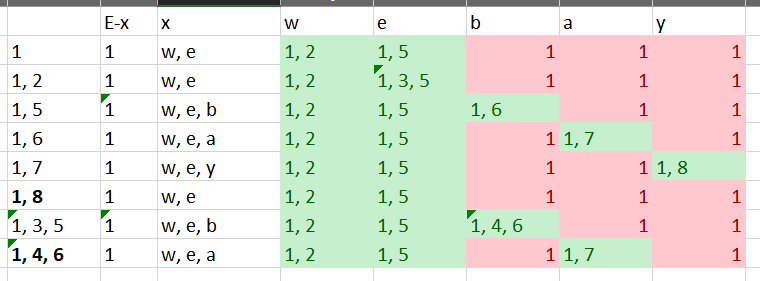 E-x x w e b a y
1 1 w, e 1, 2 1, 5 1 1 1
1, 2 1 w, e 1, 2 1, 3, 5 1 1 1
1, 5 1 w, e, b 1, 2 1, 5 1, 6 1 1
1, 6 1 w, e, a 1, 2 1, 5 1 1, 7 1
1, 7 1 w, e, y 1, 2 1, 5 1 1 1, 8
1, 8 1 w, e 1, 2 1, 5 1 1 1
1, 3, 5 1 w, e, b 1, 2 1, 5 1, 4, 6 1 1
1, 4, 6 1 w, e, a 1, 2 1, 5 1 1, 7 1